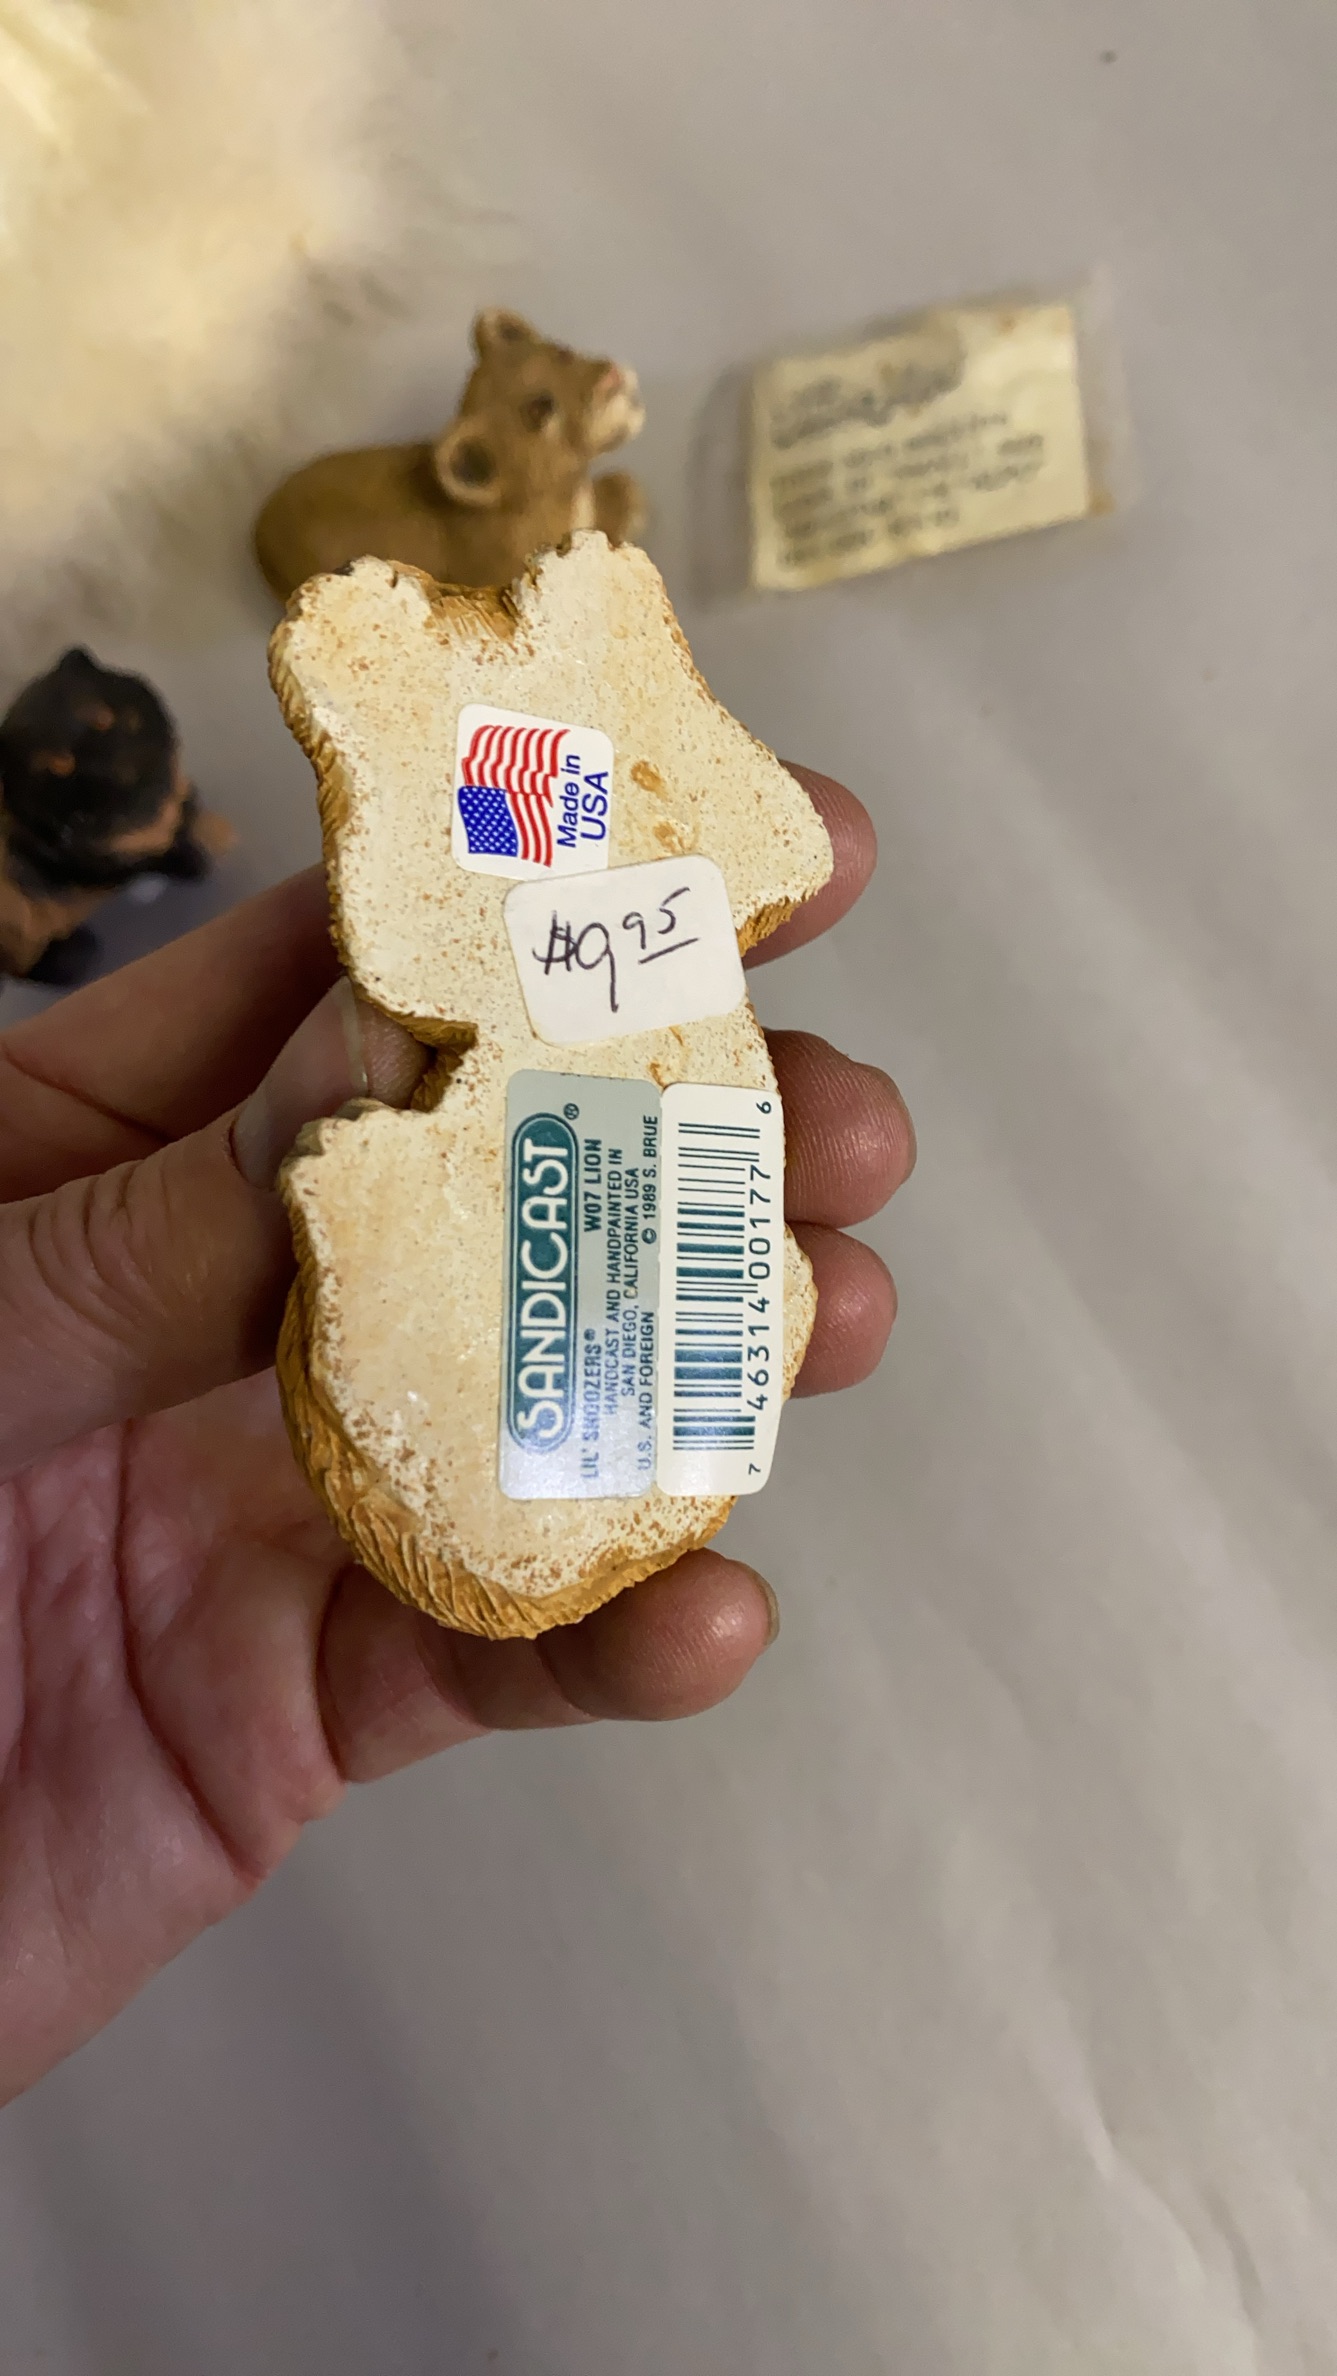 Made in
USA
$9.95
SANDICAST®
LIL' SNOOZERS® W07 LION
HANDCAST AND HANDPAINTED IN
SAN DIEGO, CALIFORNIA USA
U.S. AND FOREIGN © 1989 S. BRUE
7 46314 00177 6